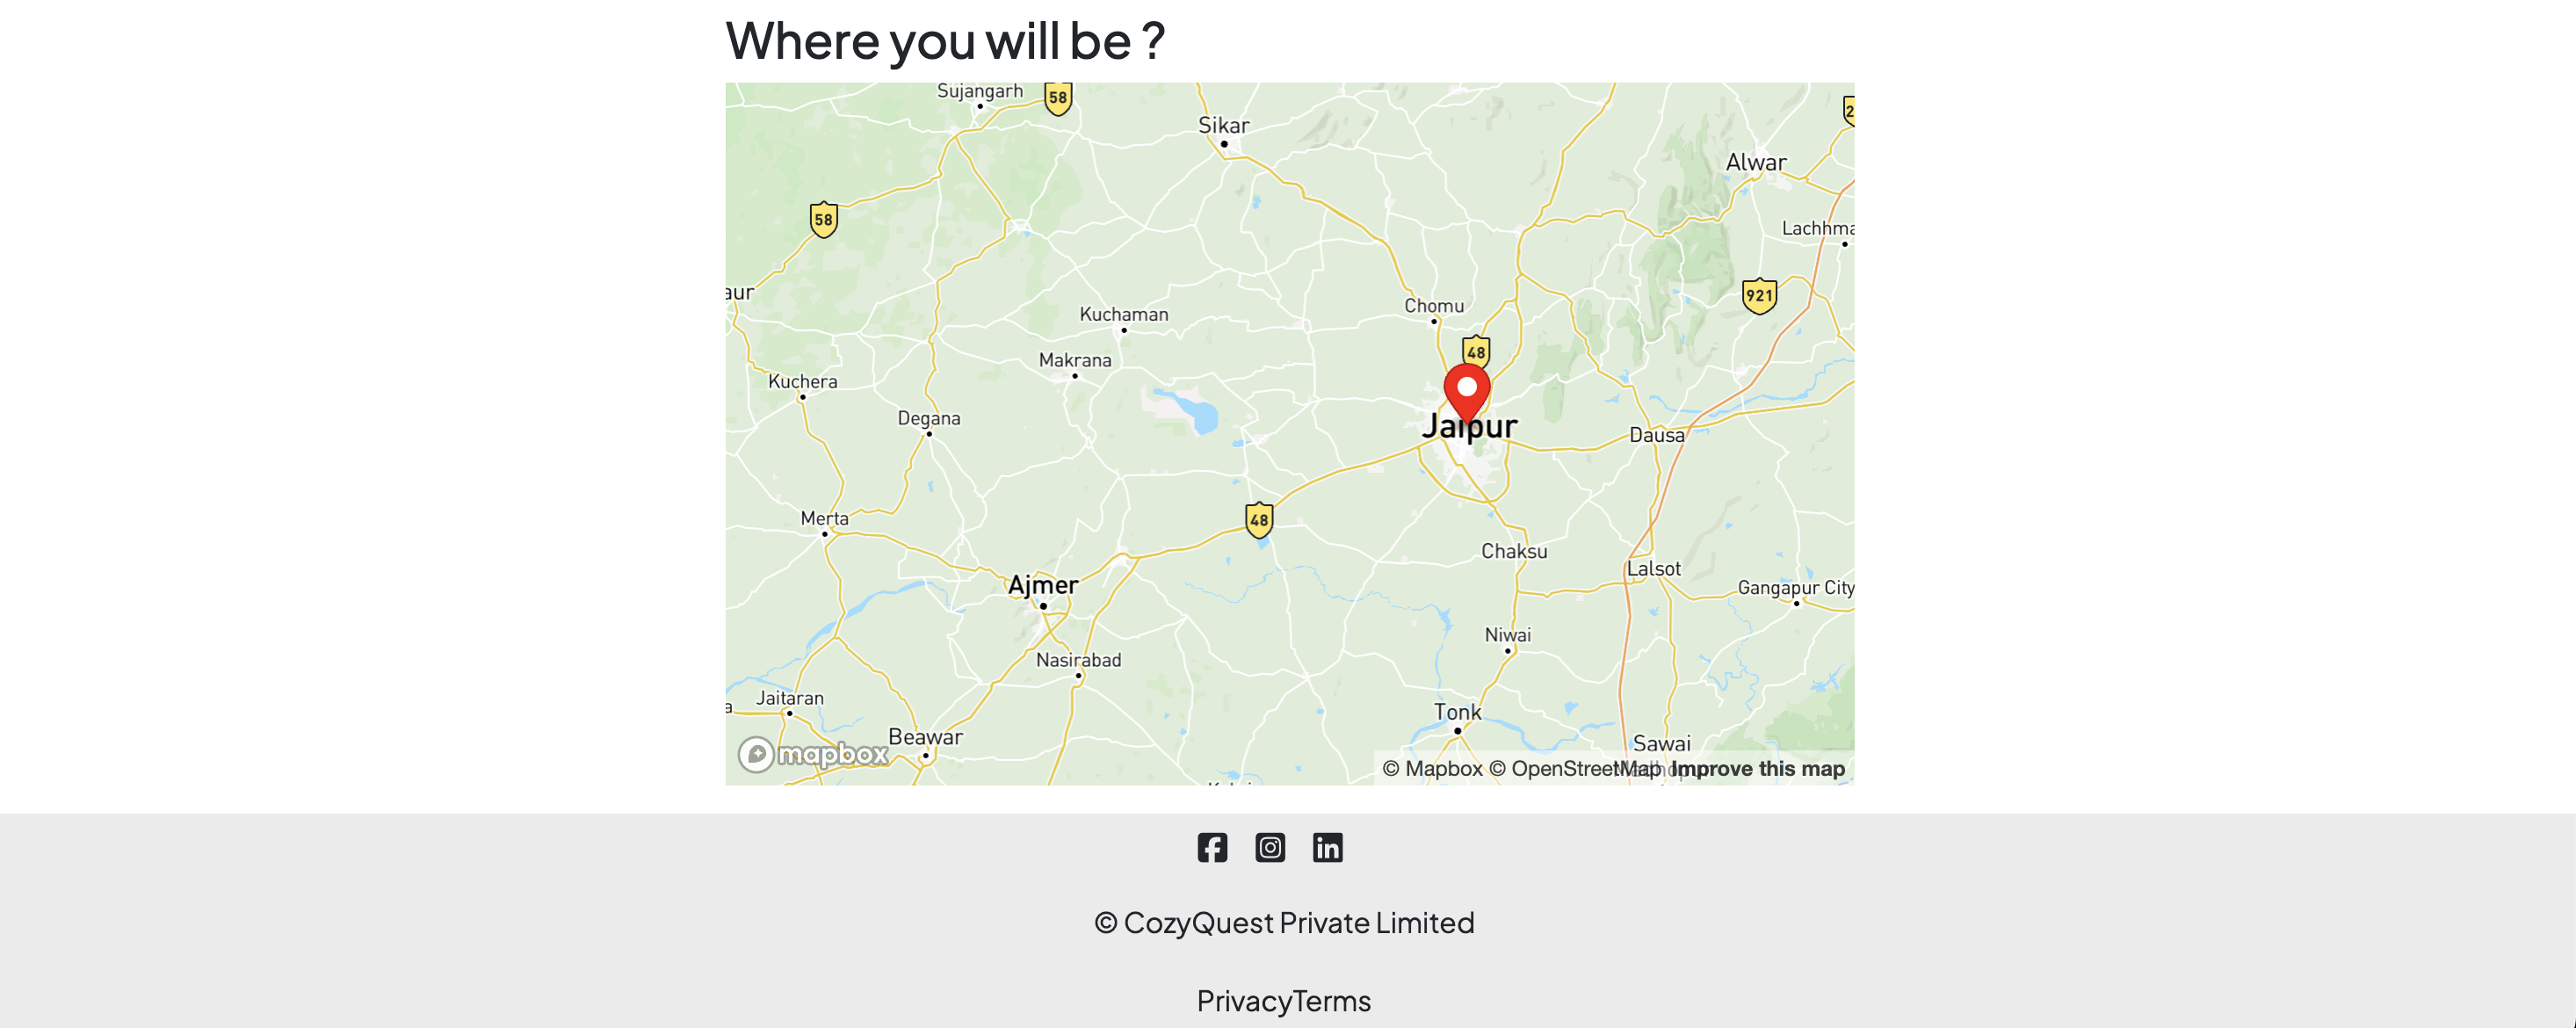 Where you will be ?
Sujangarh
58
Sikar
2
Alwar
58
Lachhma
aur
921
Chomu
Kuchaman
48
Makrana
Kuchera
Degana
Jaipur
Dausa
Merta
48
Chaksu
Lalsot
Ajmer
Gangapur City
Niwai
Nasirabad
Jaitaran
a
Tonk
Beawar
Sawai
mapbox
© Mapbox © OpenStreetMap Improve this map
© CozyQuest Private Limited
PrivacyTerms